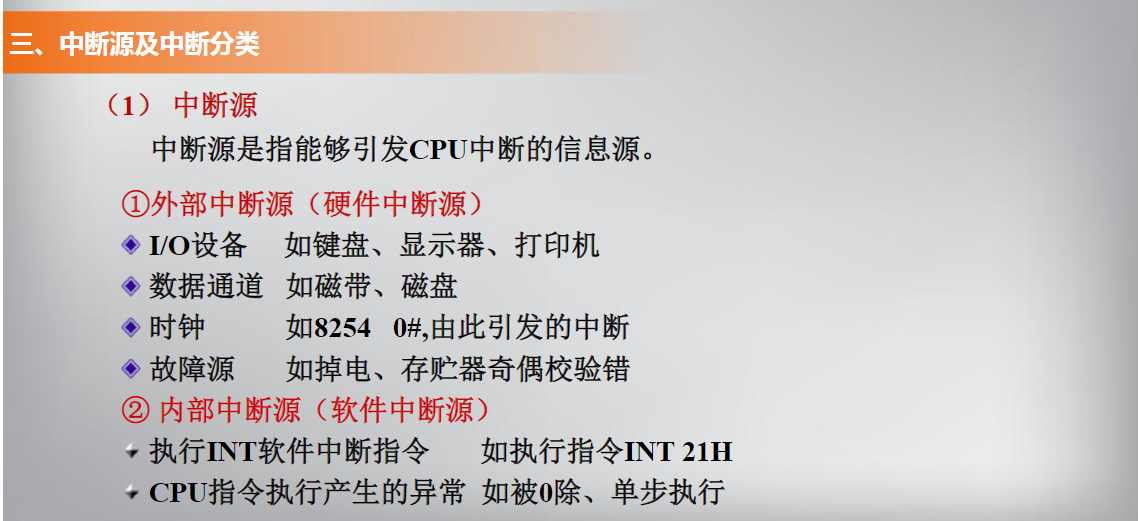 三、中断源及中断分类
（1） 中断源
中断源是指能够引发CPU中断的信息源。
①外部中断源（硬件中断源）
I/O设备 如键盘、显示器、打印机
数据通道 如磁带、磁盘
时钟 如8254 0#,由此引发的中断
故障源 如掉电、存贮器奇偶校验错
② 内部中断源（软件中断源）
执行INT软件中断指令 如执行指令INT 21H
CPU指令执行产生的异常 如被0除、单步执行